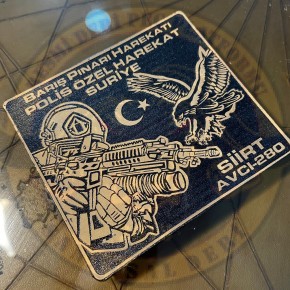 BARIŞ PINARI HAREKATI
POLİS ÖZEL HAREKAT
SURİYE
SİİRT
AVCI-280